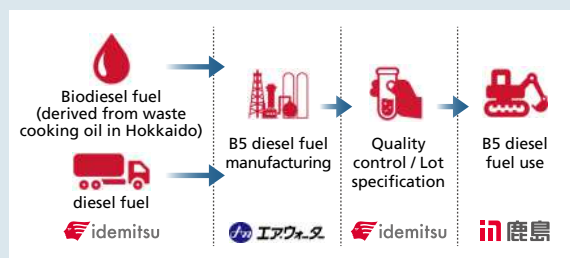 Biodiesel fuel
(derived from waste
cooking oil in Hokkaido)
diesel fuel
idemitsu
B5 diesel fuel
manufacturing
エア・ウォータ
Quality
control / Lot
specification
idemitsu
B5 diesel
fuel use
鹿島